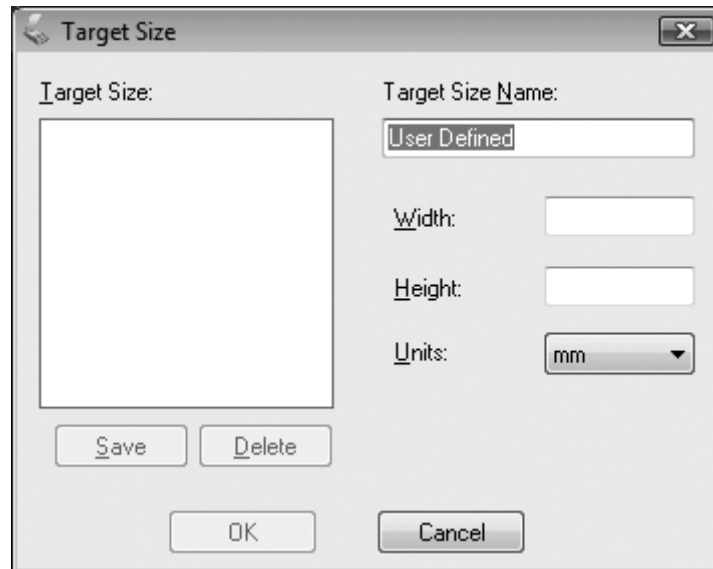 Target Size
Target Size:
Target Size Name:
User Defined
Width:
Height:
Units:
mm
Save
Delete
OK
Cancel